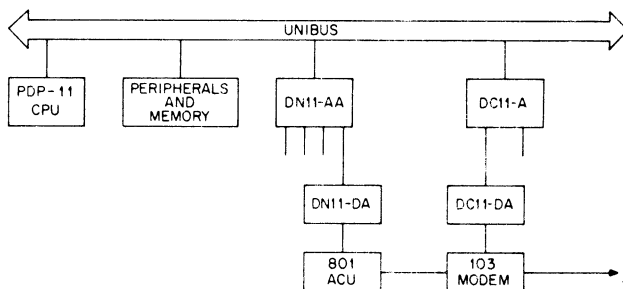 UNIBUS
PDP-11
CPU
PERIPHERALS
AND
MEMORY
DN11-AA
DC11-A
DN11-DA
DC11-DA
801
ACU
103
MODEM